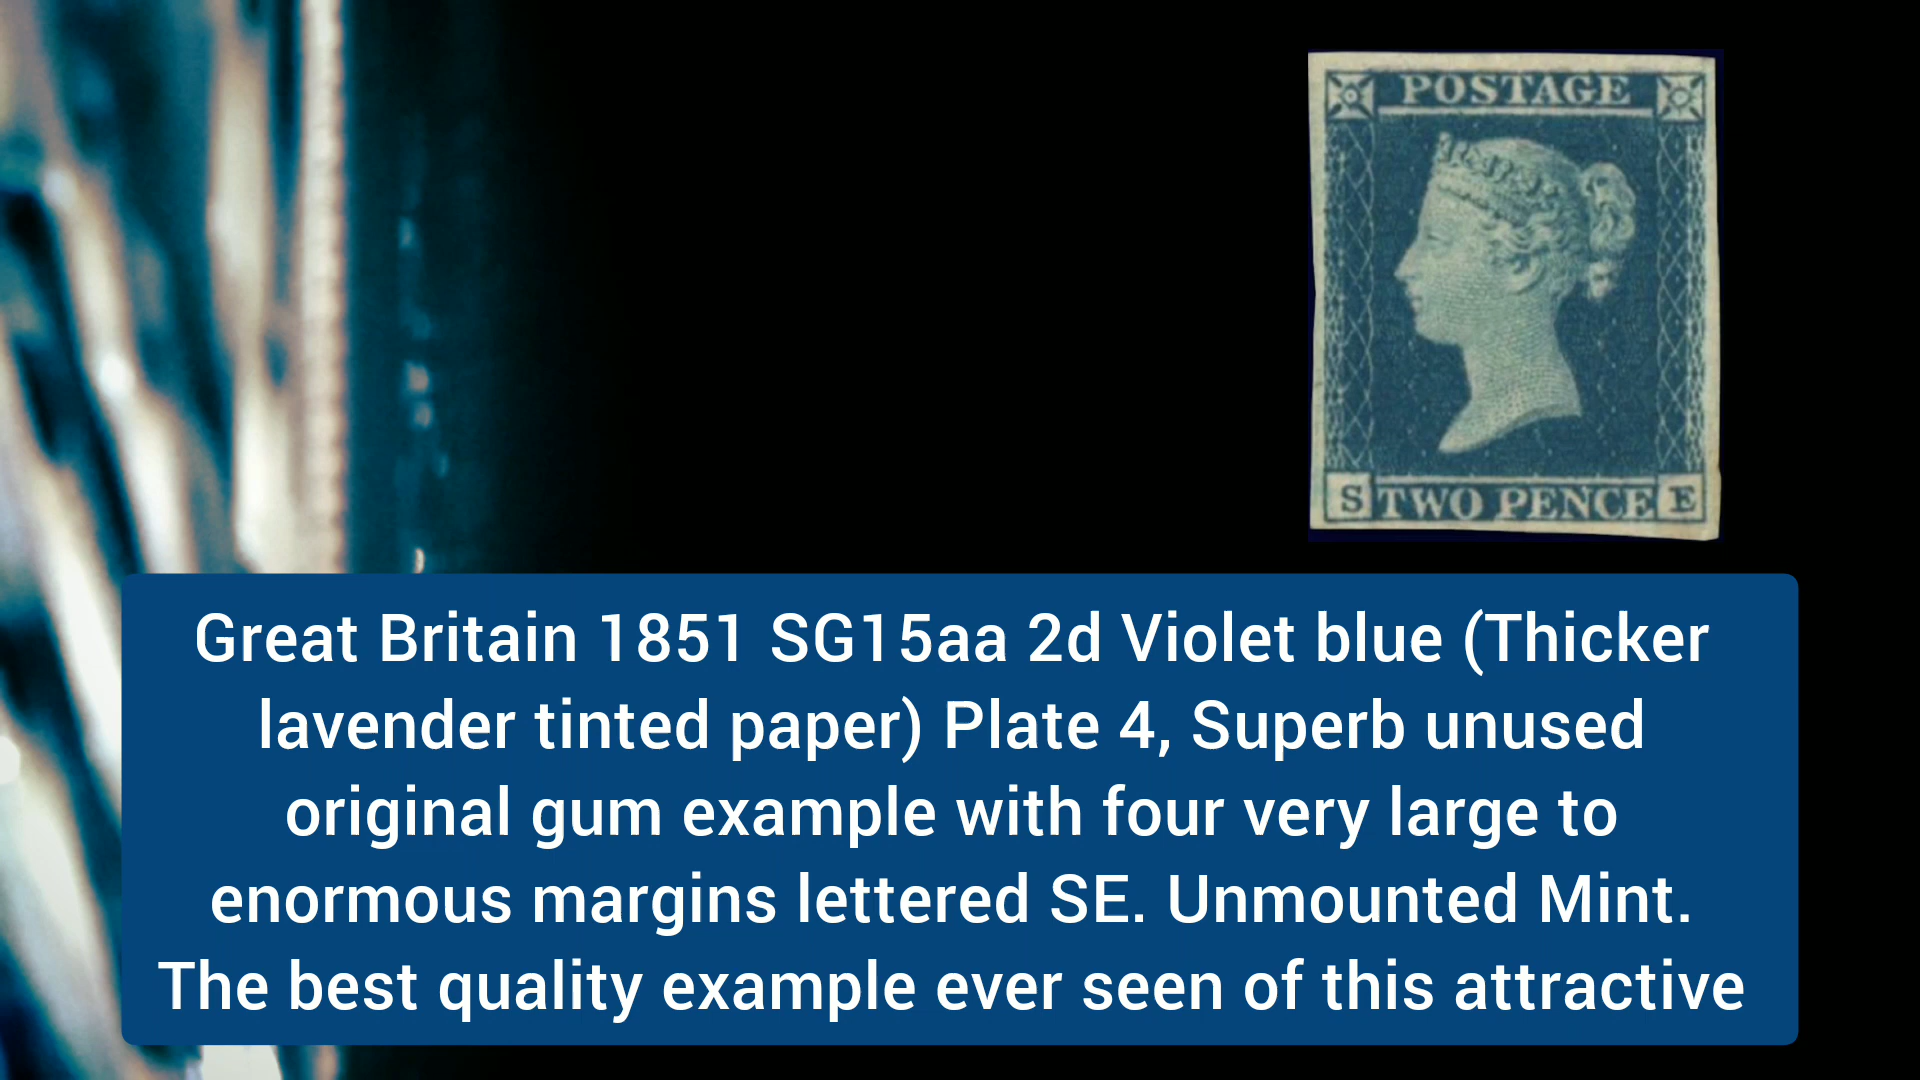 POSTAGE
S TWO PENCE E
Great Britain 1851 SG15aa 2d Violet blue (Thicker
lavender tinted paper) Plate 4, Superb unused
original gum example with four very large to
enormous margins lettered SE. Unmounted Mint.
The best quality example ever seen of this attractive